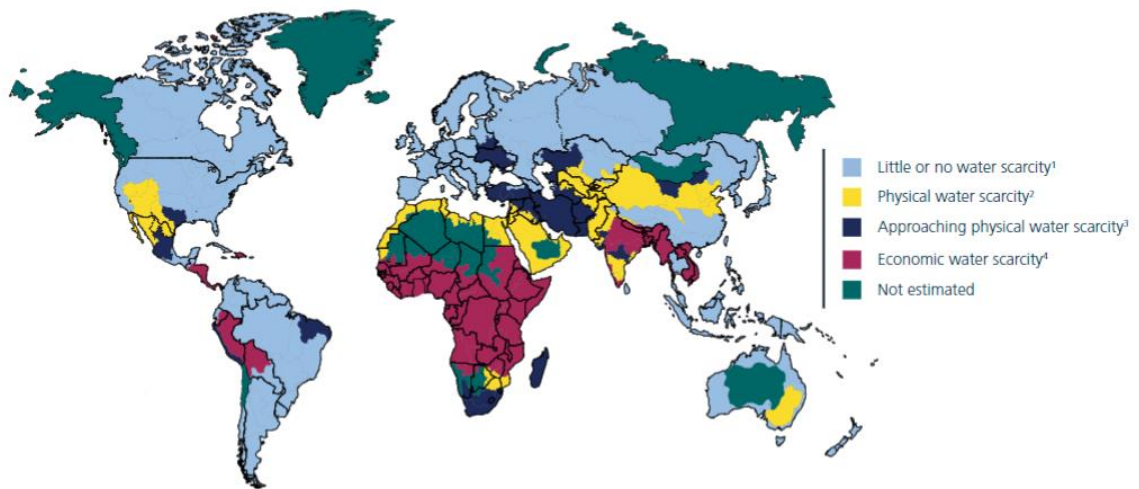 Little or no water scarcity¹
Physical water scarcity²
Approaching physical water scarcity³
Economic water scarcity⁴
Not estimated